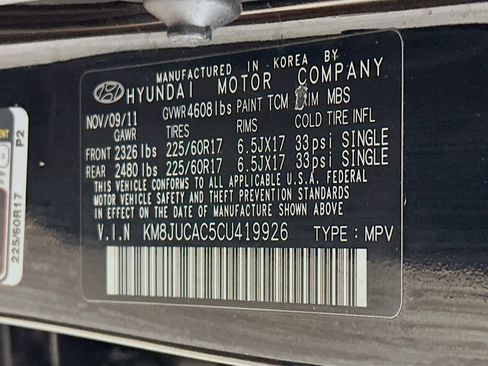 MANUFACTURED IN KOREA BY
HYUNDAI MOTOR COMPANY
NOV/09/11 GVWR 4608lbs PAINT TCM TRIM MBS
GAWR TIRES RIMS COLD TIRE INFL
FRONT 2326 lbs 225/60R17 6.5JX17 33psi SINGLE
REAR 2480 lbs 225/60R17 6.5JX17 33psi SINGLE
THIS VEHICLE CONFORMS TO ALL APPLICABLE U.S.A. FEDERAL
MOTOR VEHICLE SAFETY AND THEFT PREVENTION STANDARDS
IN EFFECT ON THE DATE OF MANUFACTURE SHOWN ABOVE.
V.I.N KM8JUCAC5CU419926 TYPE : MPV
P2
225/60R17